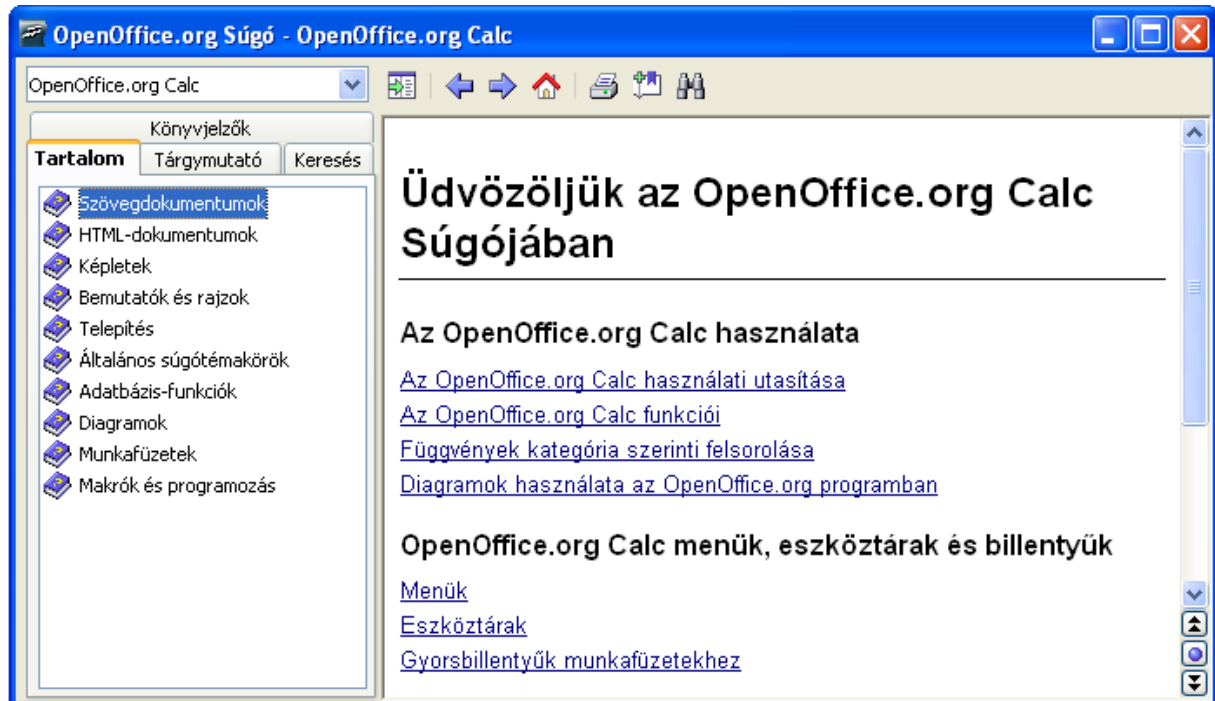 OpenOffice.org Súgó - OpenOffice.org Calc
OpenOffice.org Calc
Könyvjelzők
Tartalom Tárgymutató Keresés
Szövegdokumentumok
HTML-dokumentumok
Képletek
Bemutatók és rajzok
Telepítés
Általános súgótémakörök
Adatbázis-funkciók
Diagramok
Munkafüzetek
Makrók és programozás
Üdvözöljük az OpenOffice.org Calc
Súgójában
Az OpenOffice.org Calc használata
Az OpenOffice.org Calc használati utasítása
Az OpenOffice.org Calc funkciói
Függvények kategória szerinti felsorolása
Diagramok használata az OpenOffice.org programban
OpenOffice.org Calc menük, eszköztárak és billentyűk
Menük
Eszköztárak
Gyorsbillentyűk munkafüzetekhez